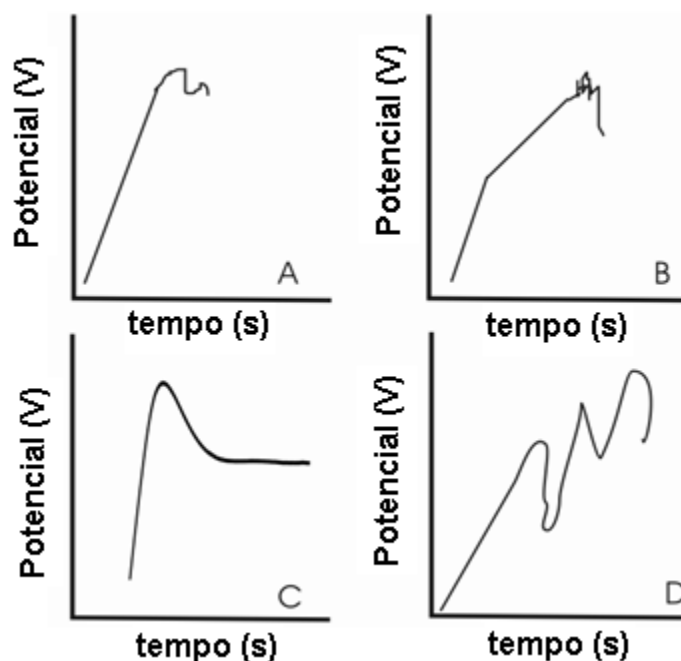 Potencial (V)
A
tempo (s)
Potencial (V)
B
tempo (s)
Potencial (V)
C
tempo (s)
Potencial (V)
D
tempo (s)